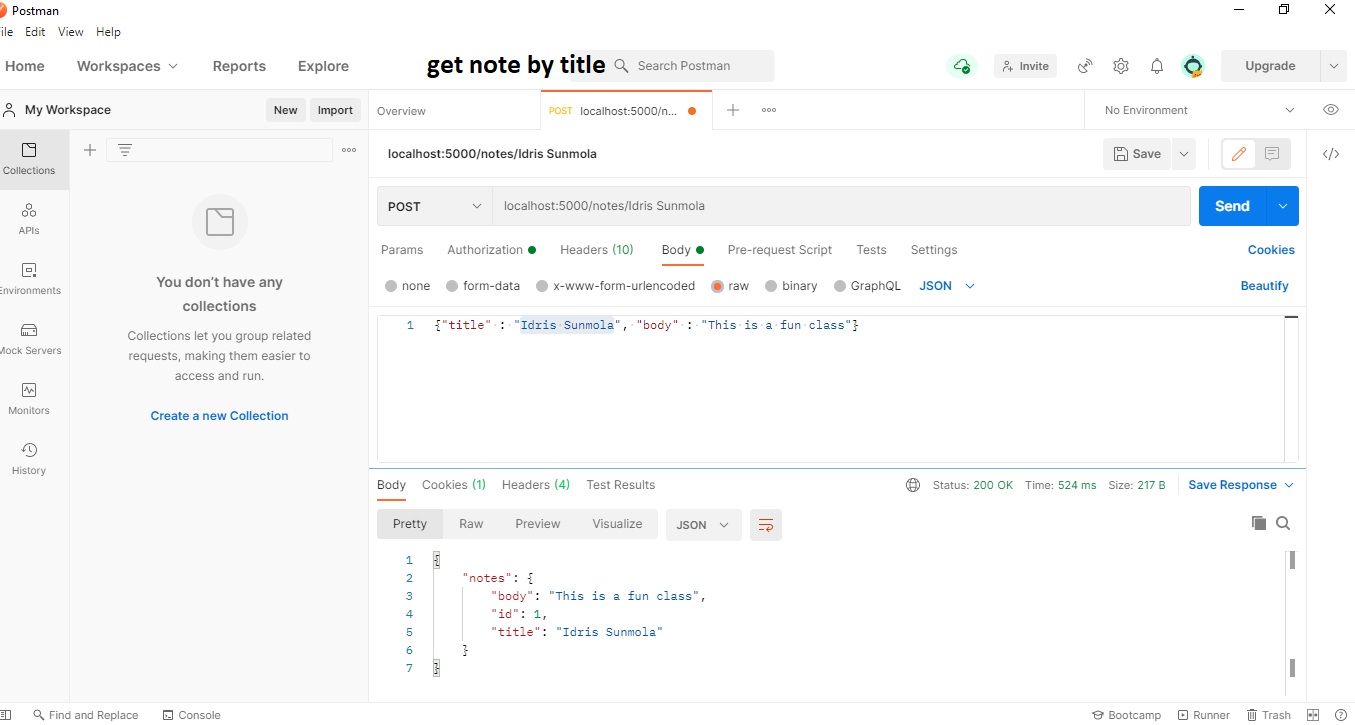 Postman
ile Edit View Help
Home Workspaces Reports Explore get note by title Search Postman Invite Upgrade
My Workspace New Import Overview POST localhost:5000/n... No Environment
Collections
localhost:5000/notes/Idris Sunmola Save
POST localhost:5000/notes/Idris Sunmola Send
APIs
Params Authorization Headers (10) Body Pre-request Script Tests Settings Cookies
Environments
none form-data x-www-form-urlencoded raw binary GraphQL JSON Beautify
You don't have any
collections
1 {"title" : "Idris Sunmola", "body" : "This is a fun class"}
Collections let you group related
requests, making them easier to
access and run.
Mock Servers
Create a new Collection
Monitors
History
Body Cookies (1) Headers (4) Test Results Status: 200 OK Time: 524 ms Size: 217 B Save Response
Pretty Raw Preview Visualize JSON
1 {
2 "notes": {
3 "body": "This is a fun class",
4 "id": 1,
5 "title": "Idris Sunmola"
6 }
7 }
Find and Replace Console Bootcamp Runner Trash